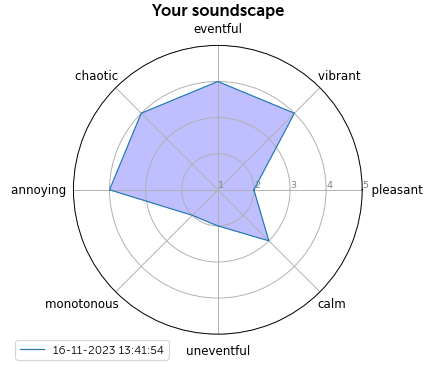 Your soundscape
eventful
chaotic
vibrant
annoying
1 2 3 4 5
pleasant
monotonous
calm
uneventful
16-11-2023 13:41:54